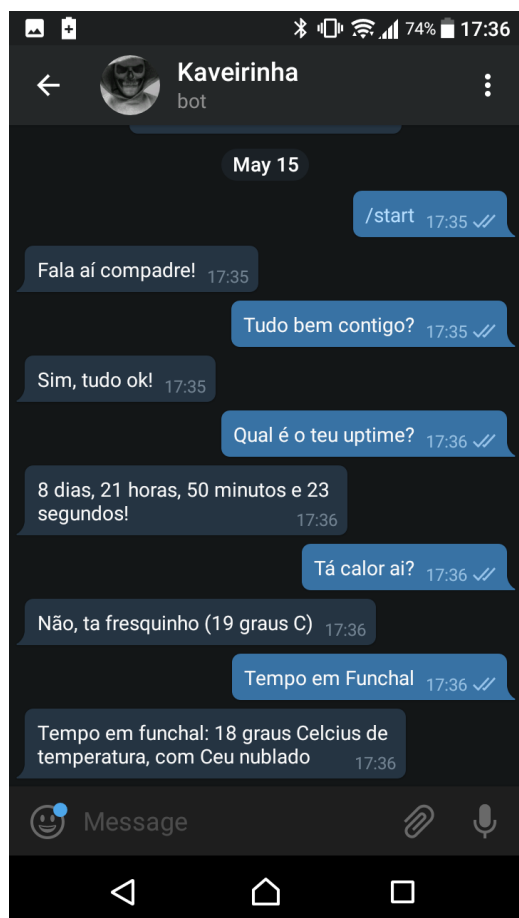 74% 17:36
Kaveirinha
bot
May 15
/start 17:35
Fala aí compadre! 17:35
Tudo bem contigo? 17:35
Sim, tudo ok! 17:35
Qual é o teu uptime? 17:36
8 dias, 21 horas, 50 minutos e 23
segundos! 17:36
Tá calor ai? 17:36
Não, ta fresquinho (19 graus C) 17:36
Tempo em Funchal 17:36
Tempo em funchal: 18 graus Celcius de
temperatura, com Ceu nublado 17:36
Message